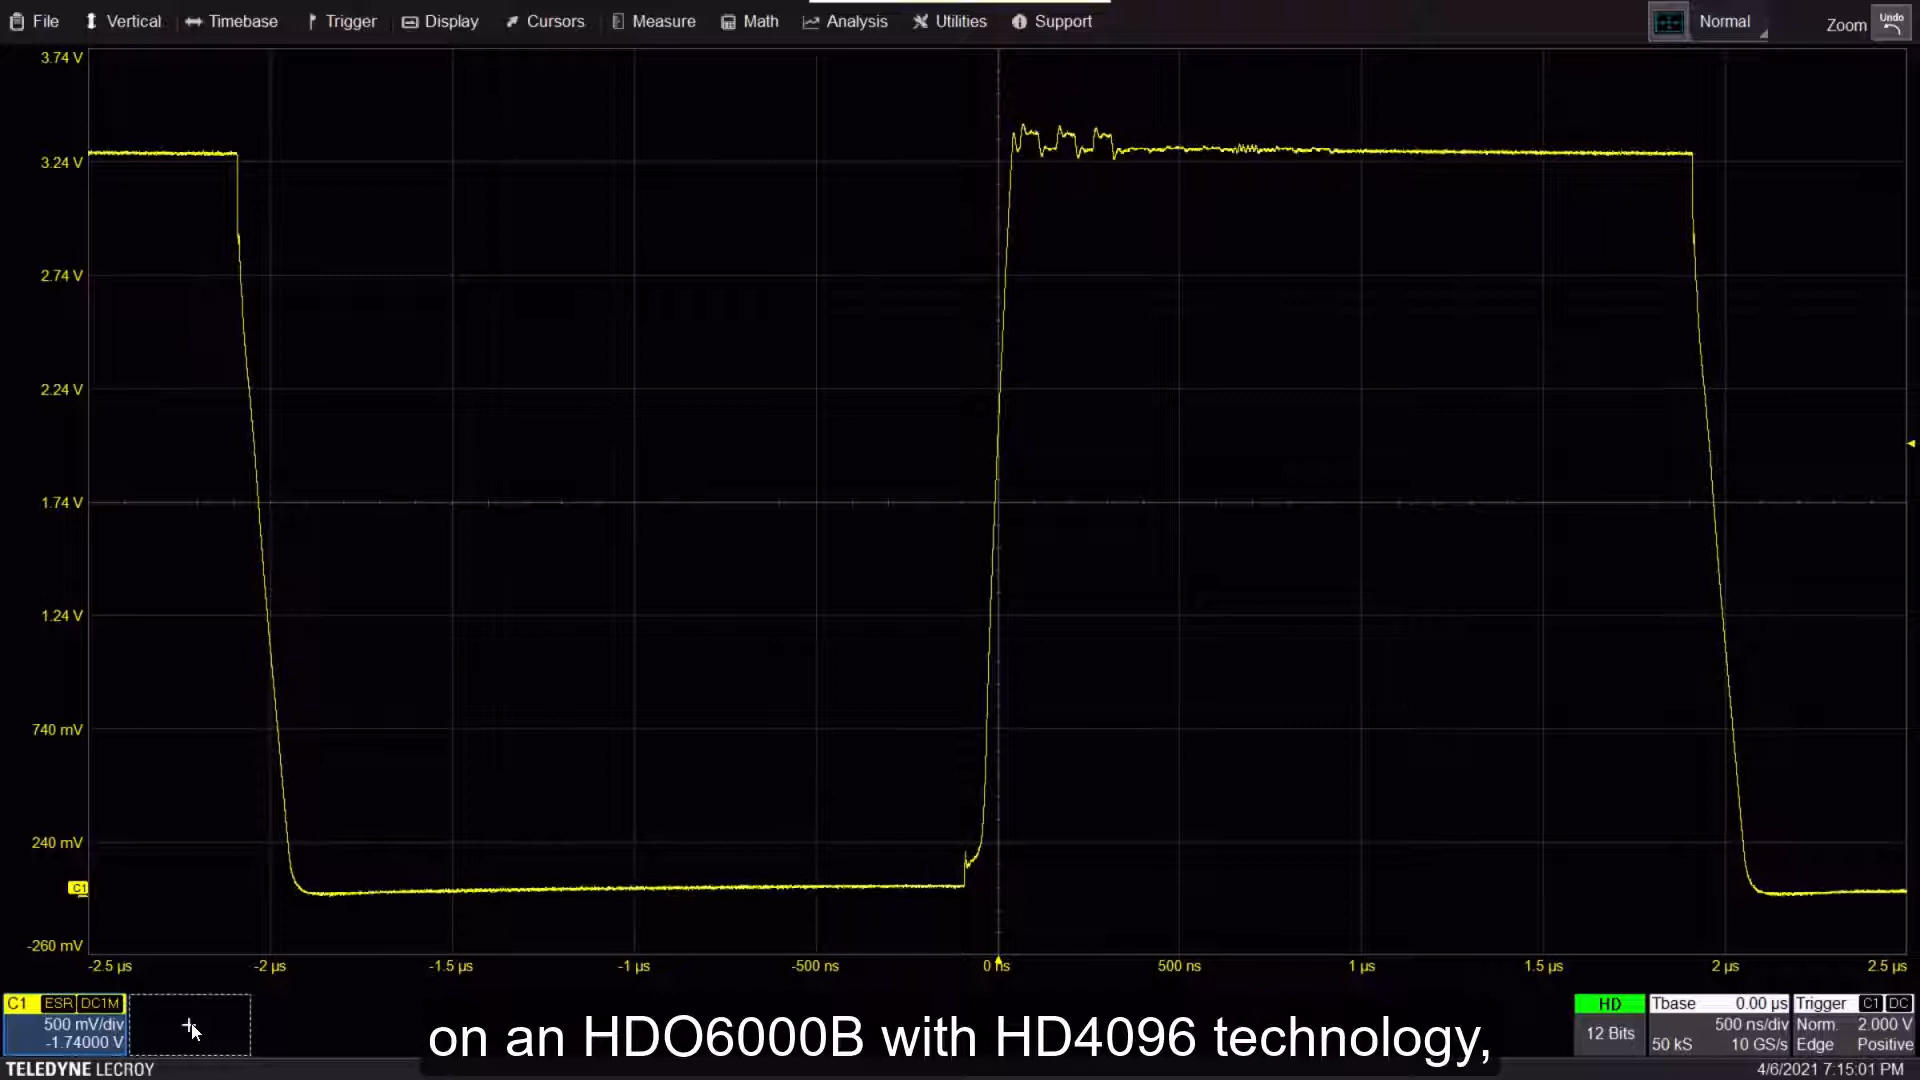 File Vertical Timebase Trigger Display Cursors Measure Math Analysis Utilities Support Normal Zoom Undo
3.74 V
3.24 V
2.74 V
2.24 V
1.74 V
1.24 V
740 mV
240 mV
C1
-260 mV
-2.5 µs -2 µs -1.5 µs -1 µs -500 ns 0 ns 500 ns 1 µs 1.5 µs 2 µs 2.5 µs
C1 ESR DC1M
500 mV/div
-1.74000 V
on an HDO6000B with HD4096 technology,
HD
12 Bits
Tbase 0.00 µs
500 ns/div
50 kS 10 GS/s
Trigger C1 DC
Norm. 2.000 V
Edge Positive
TELEDYNE LECROY
4/6/2021 7:15:01 PM